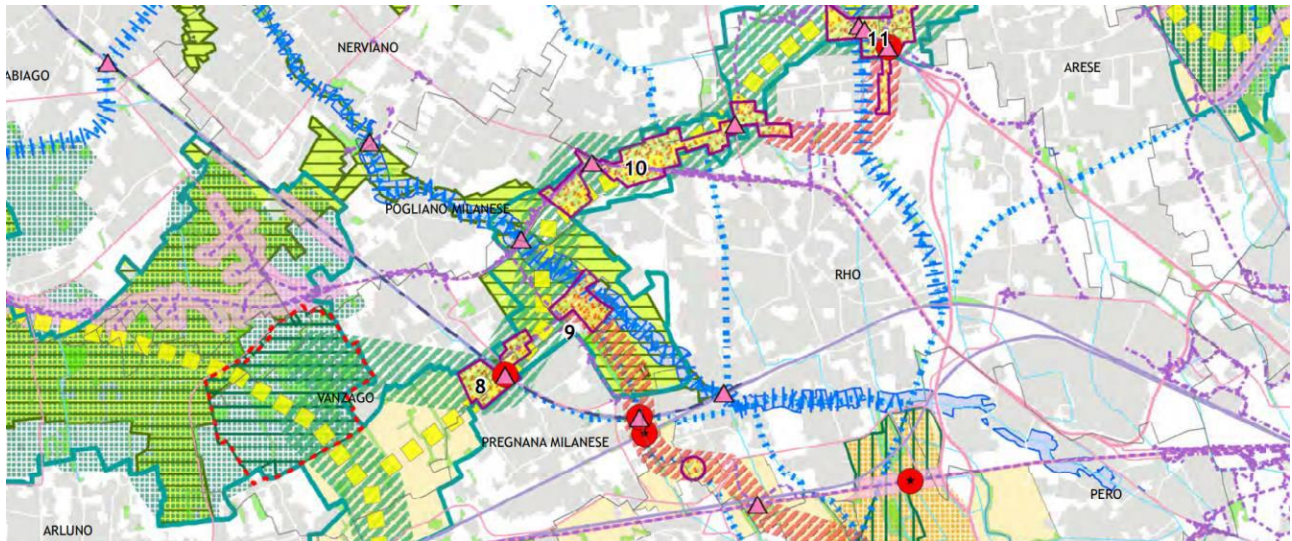 11
NERVIANO
ARESE
ABIAGO
10
POGLIANO MILANESE
RHO
9
8
VANZAGO
PREGNANA MILANESE
PERO
ARLUNO